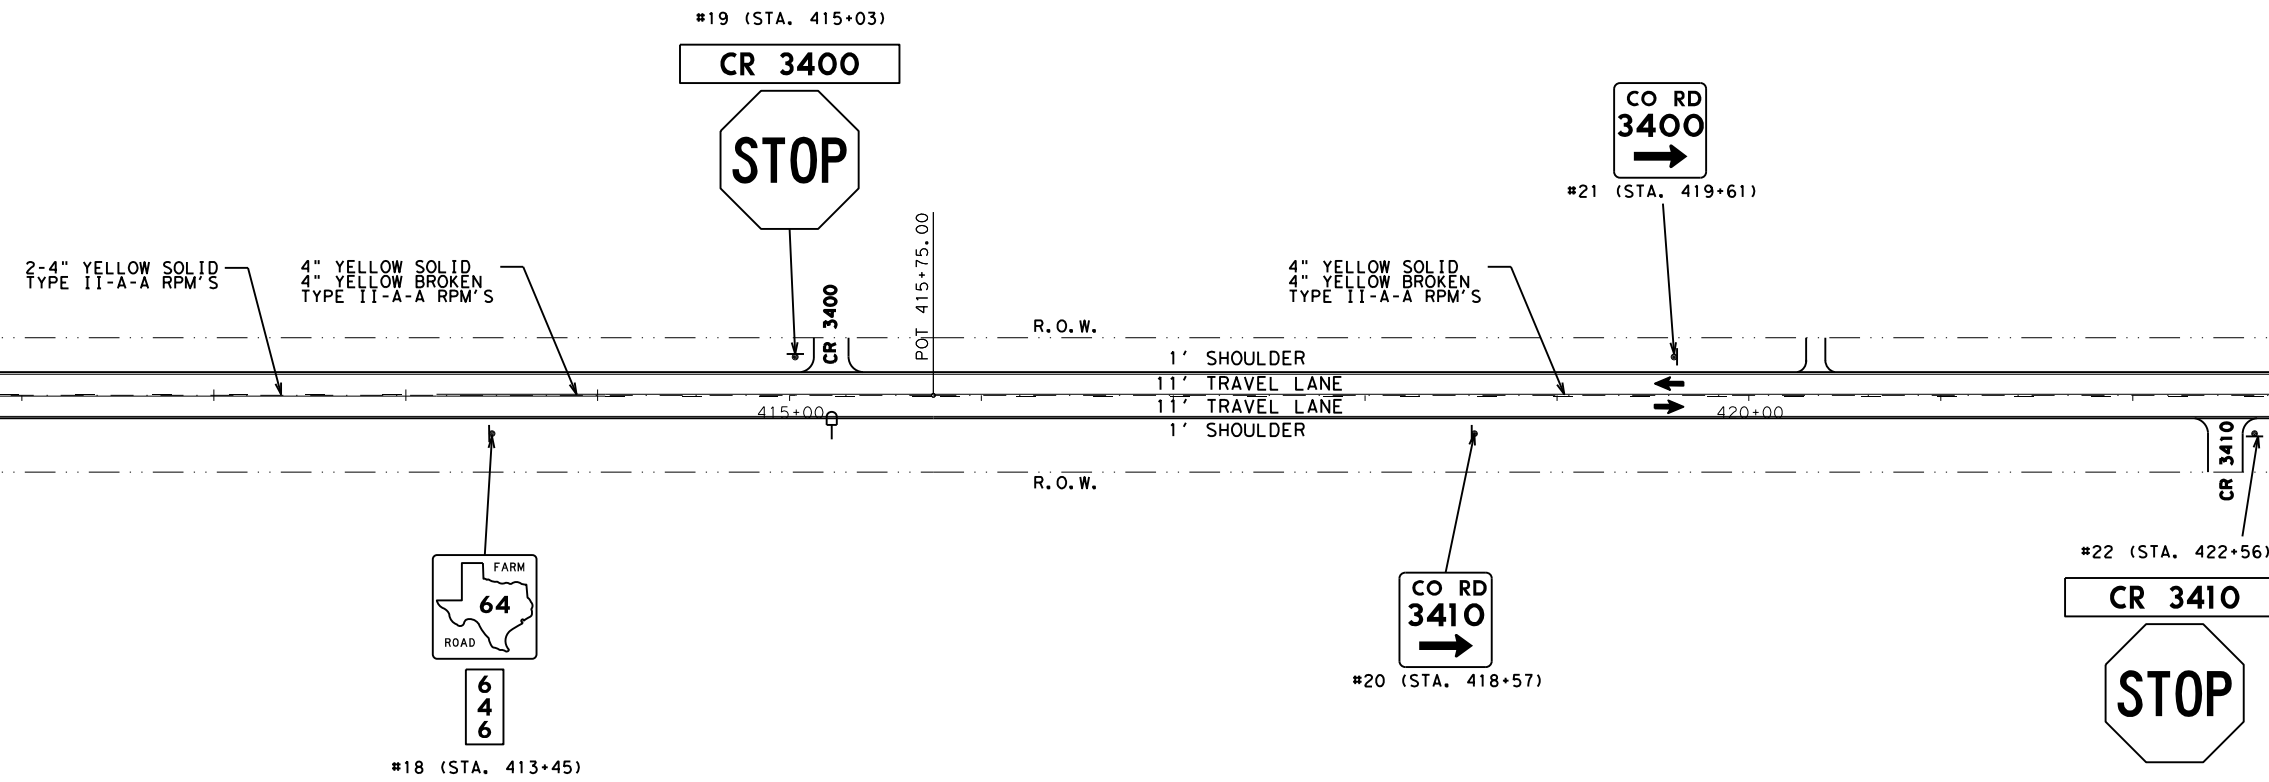 #19 (STA. 415+03)
CR 3400
STOP
CO RD
3400
#21 (STA. 419+61)
2-4" YELLOW SOLID
TYPE II-A-A RPM'S
4" YELLOW SOLID
4" YELLOW BROKEN
TYPE II-A-A RPM'S
CR 3400
POT 415+75.00
4" YELLOW SOLID
4" YELLOW BROKEN
TYPE II-A-A RPM'S
R.O.W.
1' SHOULDER
11' TRAVEL LANE
415+00
11' TRAVEL LANE
420+00
1' SHOULDER
R.O.W.
CR 3410
#22 (STA. 422+56)
CR 3410
STOP
FARM
64
ROAD
6
4
6
#18 (STA. 413+45)
CO RD
3410
#20 (STA. 418+57)